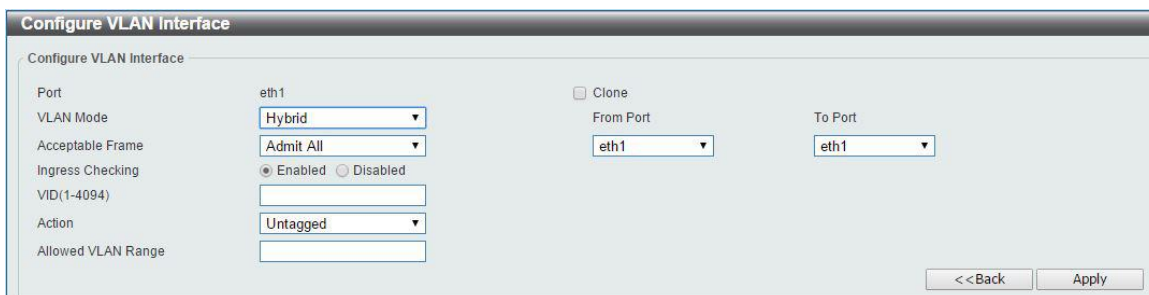 Configure VLAN Interface
Configure VLAN Interface
Port eth1 Clone
VLAN Mode Hybrid From Port To Port
Acceptable Frame Admit All eth1 eth1
Ingress Checking Enabled Disabled
VID(1-4094)
Action Untagged
Allowed VLAN Range
<<Back Apply